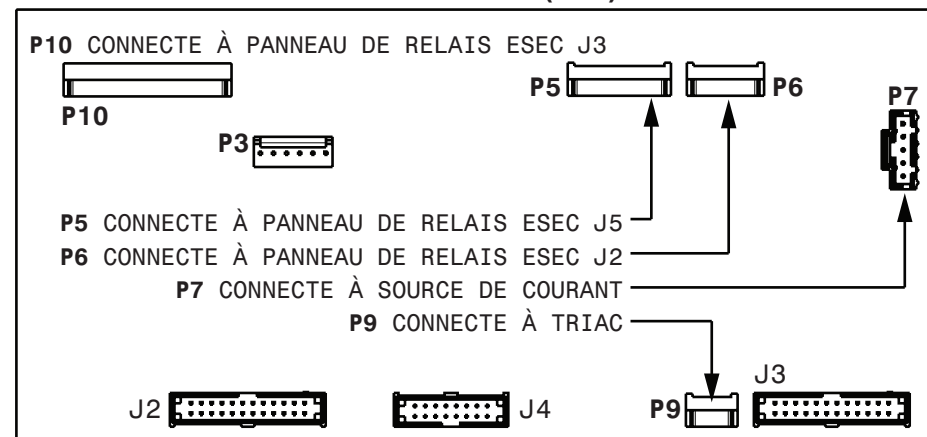 P10 CONNECTE À PANNEAU DE RELAIS ESEC J3
P10
P5
P6
P7
P3
P5 CONNECTE À PANNEAU DE RELAIS ESEC J5
P6 CONNECTE À PANNEAU DE RELAIS ESEC J2
P7 CONNECTE À SOURCE DE COURANT
P9 CONNECTE À TRIAC
J2
J4
P9
J3